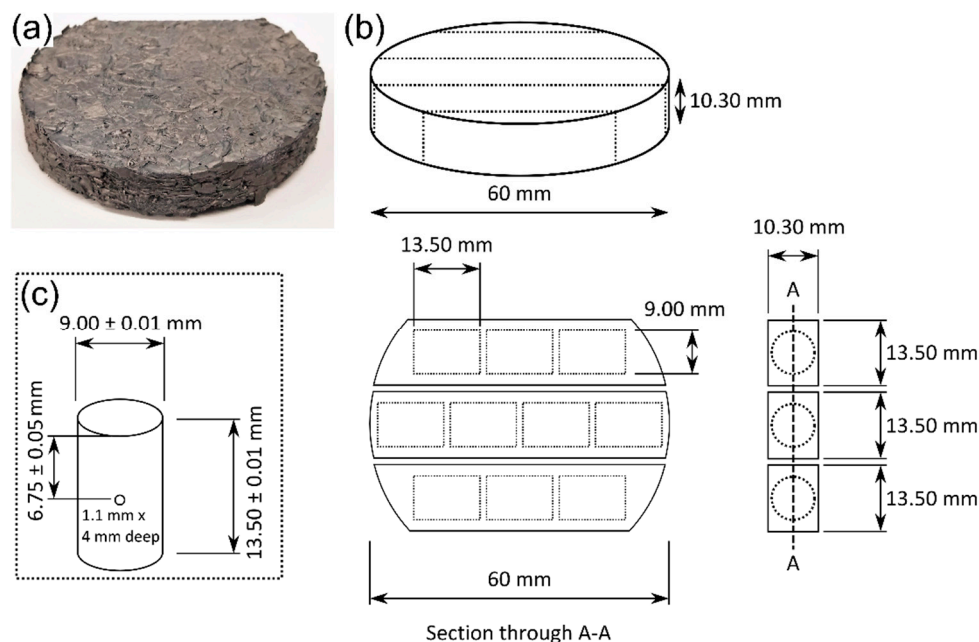 (a)
(b)
10.30 mm
60 mm
(c)
9.00 ± 0.01 mm
6.75 ± 0.05 mm
1.1 mm x
4 mm deep
13.50 ± 0.01 mm
13.50 mm
9.00 mm
60 mm
Section through A-A
10.30 mm
A
13.50 mm
13.50 mm
13.50 mm
A